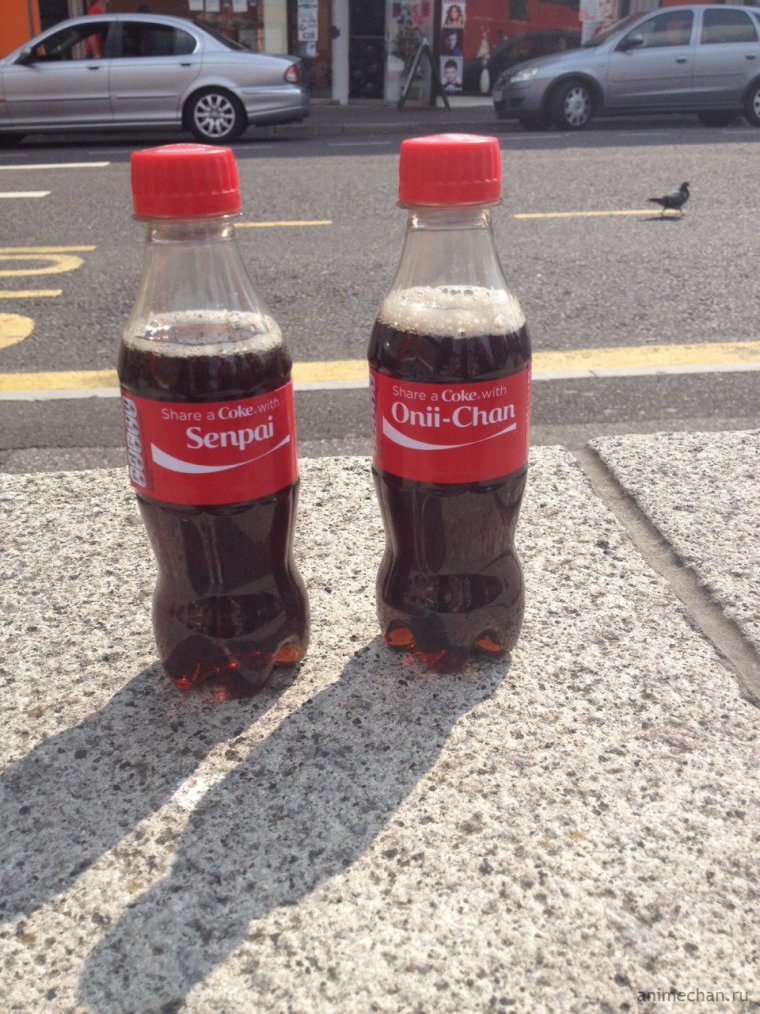 Share a Coke with
Senpai
Share a Coke with
Onii-Chan
animechan.ru